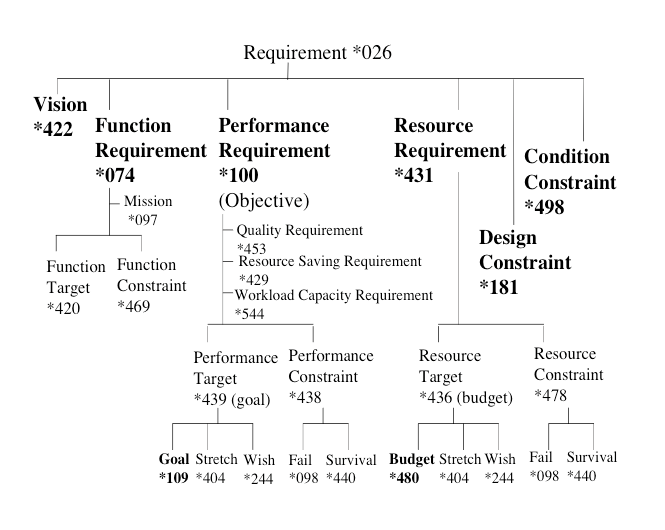 Requirement *026
Vision
*422
Function
Requirement
*074
Performance
Requirement
*100
(Objective)
Resource
Requirement
*431
Condition
Constraint
*498
Design
Constraint
*181
Mission
*097
Quality Requirement
*453
Resource Saving Requirement
*429
Workload Capacity Requirement
*544
Function
Target
*420
Function
Constraint
*469
Performance
Target
*439 (goal)
Performance
Constraint
*438
Resource
Target
*436 (budget)
Resource
Constraint
*478
Goal
*109
Stretch
*404
Wish
*244
Fail
*098
Survival
*440
Budget
*480
Stretch
*404
Wish
*244
Fail
*098
Survival
*440